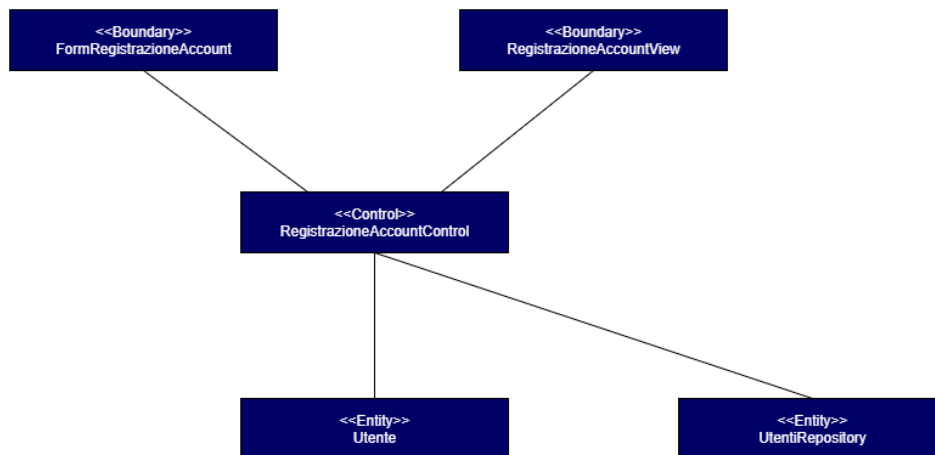 <<Boundary>>
FormRegistrazioneAccount
<<Boundary>>
RegistrazioneAccountView
<<Control>>
RegistrazioneAccountControl
<<Entity>>
Utente
<<Entity>>
UtentiRepository